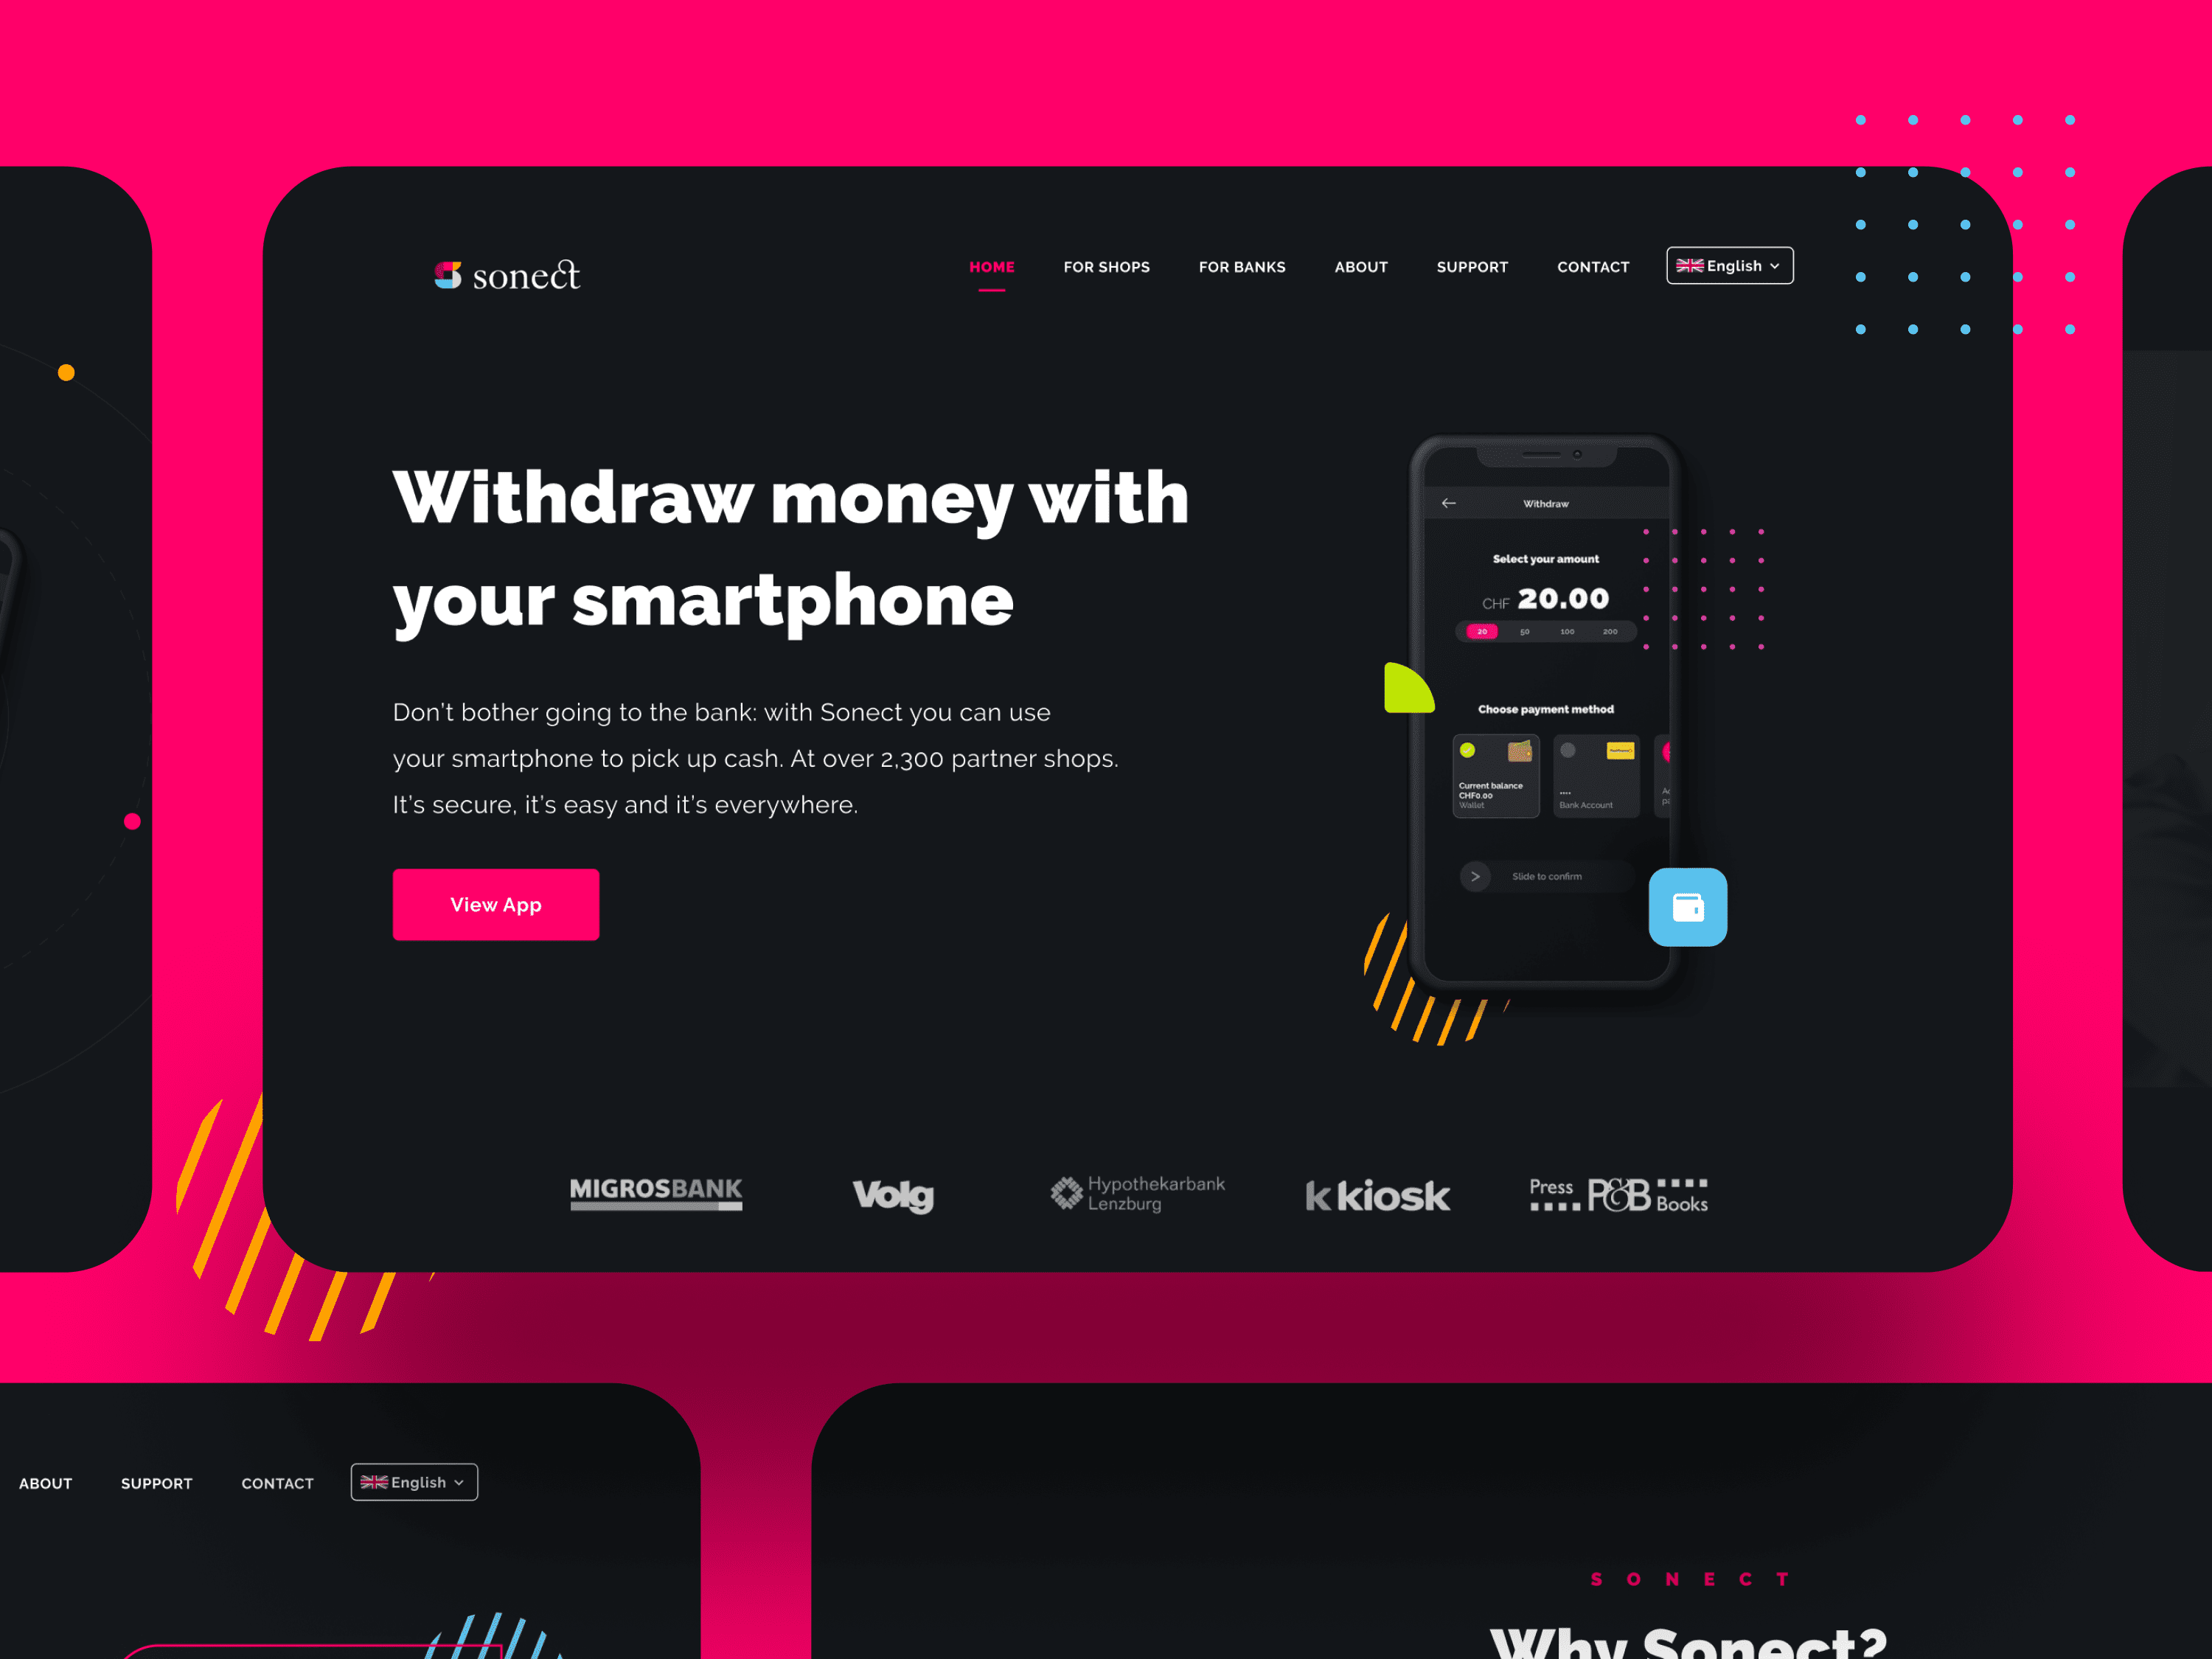 sonect
HOME FOR SHOPS FOR BANKS ABOUT SUPPORT CONTACT English
Withdraw money with
your smartphone
Don't bother going to the bank: with Sonect you can use
your smartphone to pick up cash. At over 2,300 partner shops.
It's secure, it's easy and it's everywhere.
View App
Withdraw
Select your amount
CHF 20.00
20 50 100 200
Choose payment method
Current balance
CHF0.00
Wallet
Bank Account
Slide to confirm
MIGROSBANK
Volg
Hypothekarbank
Lenzburg
k kiosk
Press P&B Books
ABOUT SUPPORT CONTACT English
SONECT
Why Sonect?